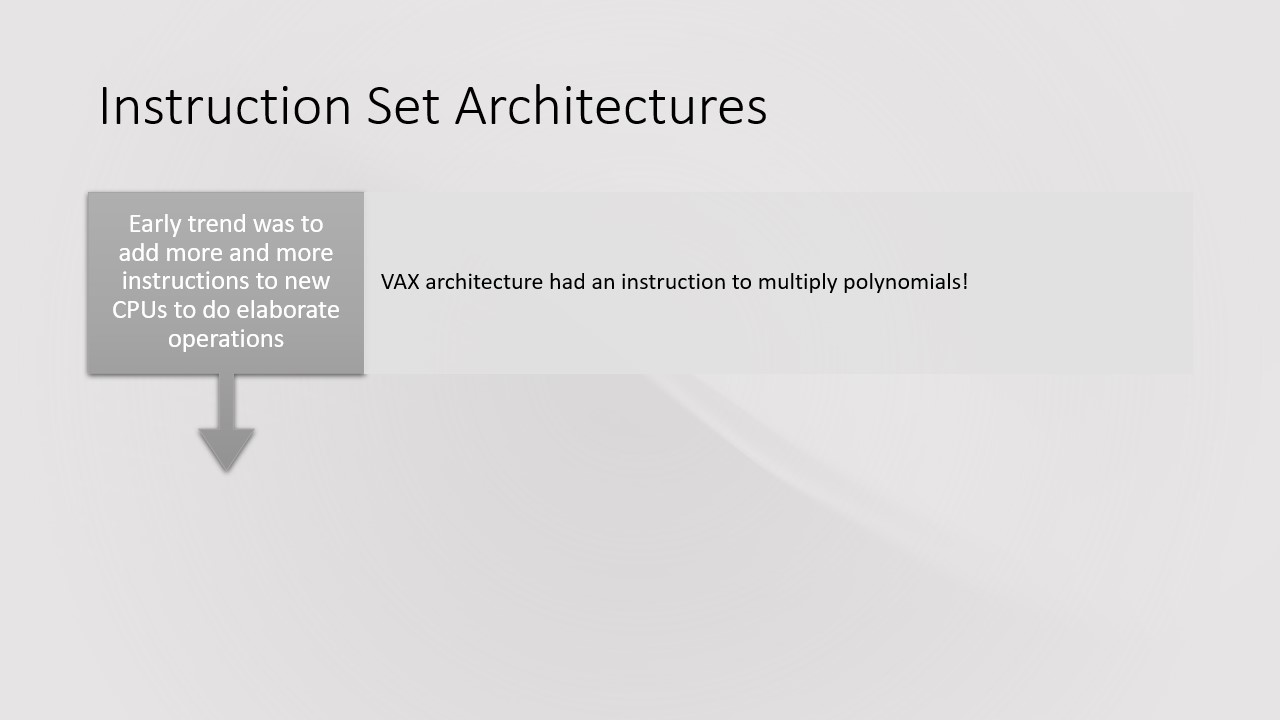 Instruction Set Architectures
Early trend was to
add more and more
instructions to new
CPUs to do elaborate
operations
VAX architecture had an instruction to multiply polynomials!